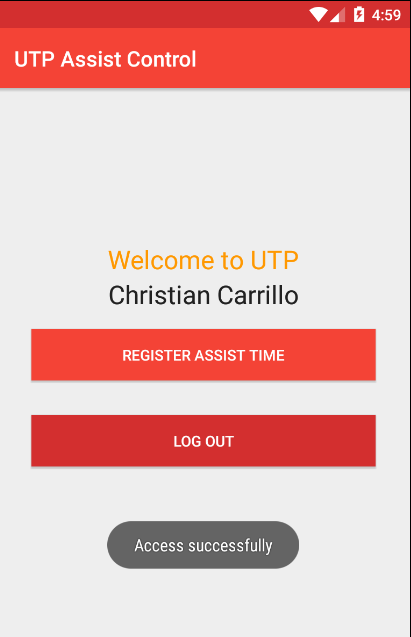 4:59
UTP Assist Control
Welcome to UTP
Christian Carrillo
REGISTER ASSIST TIME
LOG OUT
Access successfully